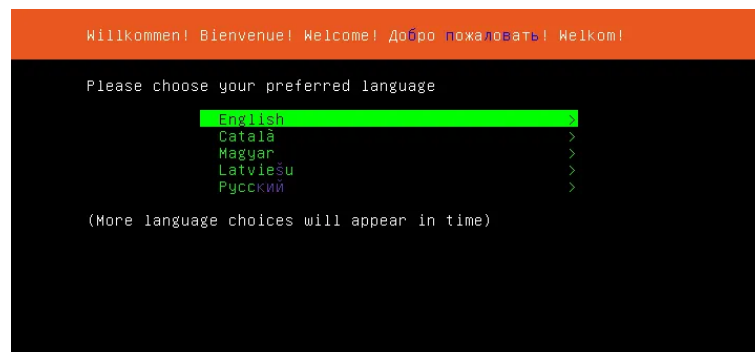 Willkommen! Bienvenue! Welcome! Добро пожаловать! Welkom!
Please choose your preferred language
English >
Català >
Magyar >
Latviešu >
Русский >
(More language choices will appear in time)